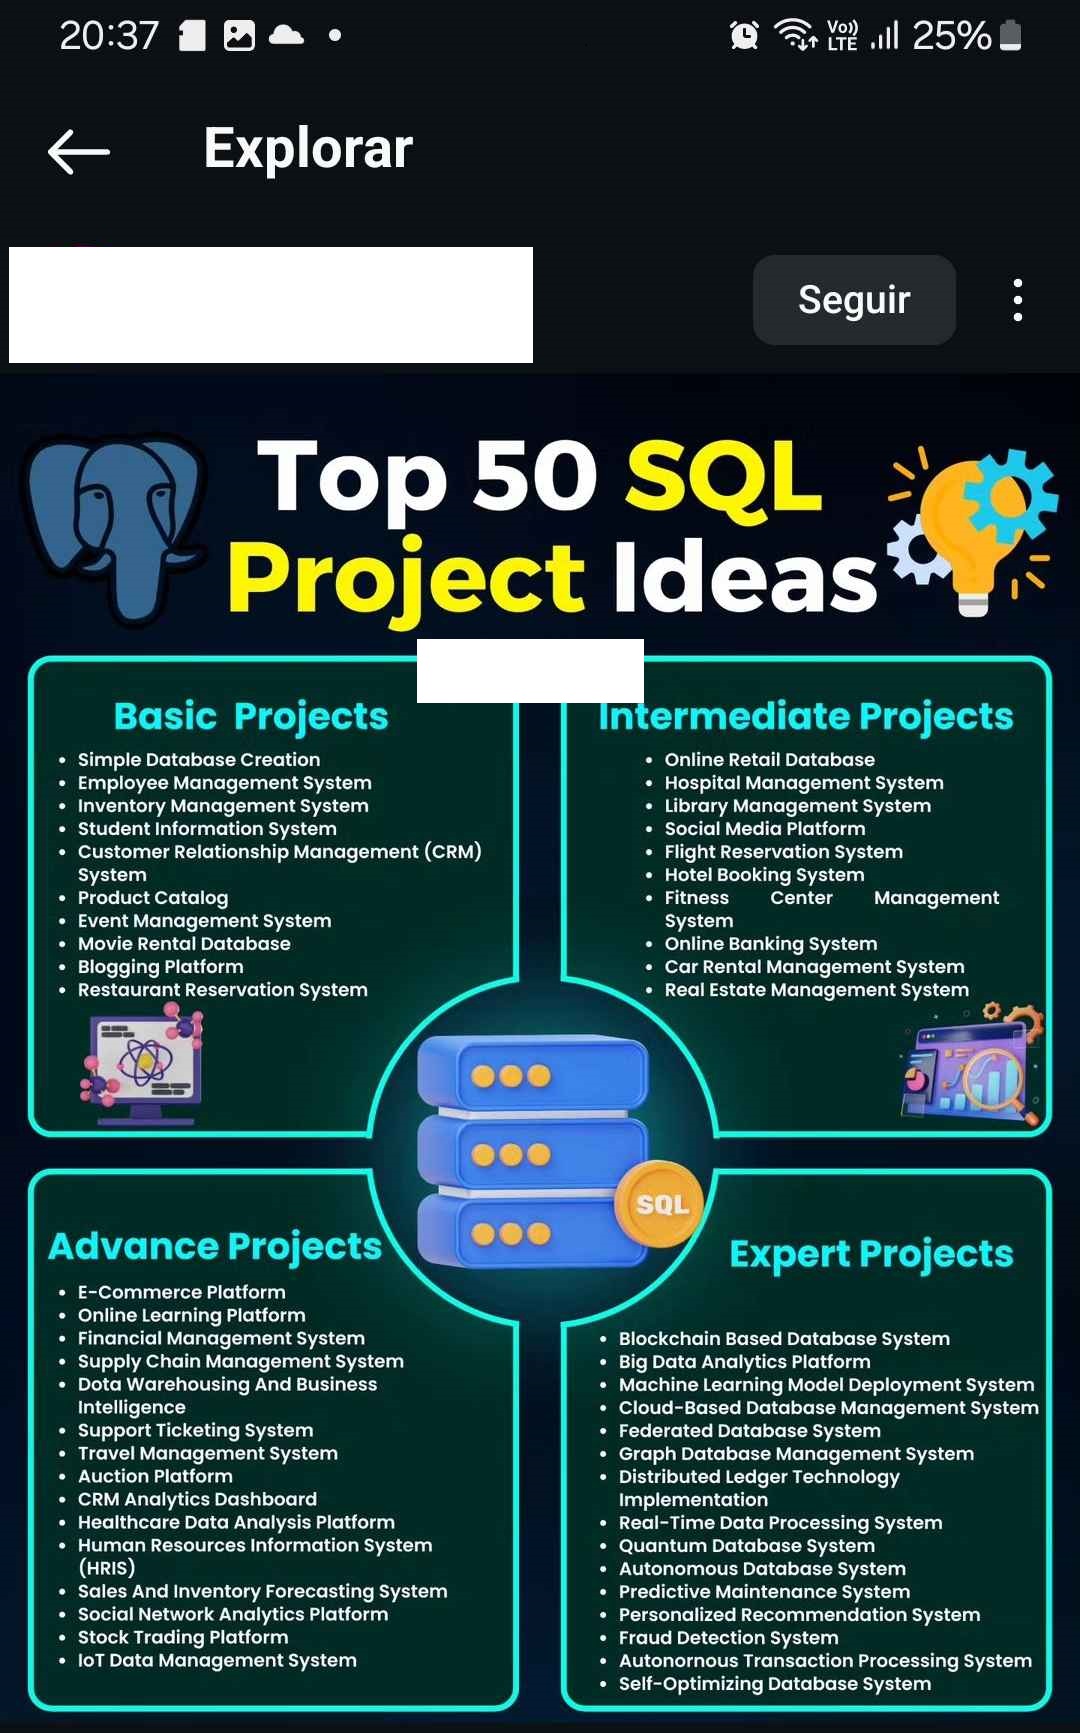 20:37
Vo))
LTE
25%
Explorar
Seguir
Top 50 SQL
Project Ideas
Basic Projects
Simple Database Creation
Employee Management System
Inventory Management System
Student Information System
Customer Relationship Management (CRM)
System
Product Catalog
Event Management System
Movie Rental Database
Blogging Platform
Restaurant Reservation System
Intermediate Projects
Online Retail Database
Hospital Management System
Library Management System
Social Media Platform
Flight Reservation System
Hotel Booking System
Fitness Center Management
System
Online Banking System
Car Rental Management System
Real Estate Management System
SQL
Advance Projects
E-Commerce Platform
Online Learning Platform
Financial Management System
Supply Chain Management System
Dota Warehousing And Business
Intelligence
Support Ticketing System
Travel Management System
Auction Platform
CRM Analytics Dashboard
Healthcare Data Analysis Platform
Human Resources Information System
(HRIS)
Sales And Inventory Forecasting System
Social Network Analytics Platform
Stock Trading Platform
IoT Data Management System
Expert Projects
Blockchain Based Database System
Big Data Analytics Platform
Machine Learning Model Deployment System
Cloud-Based Database Management System
Federated Database System
Graph Database Management System
Distributed Ledger Technology
Implementation
Real-Time Data Processing System
Quantum Database System
Autonomous Database System
Predictive Maintenance System
Personalized Recommendation System
Fraud Detection System
Autonornous Transaction Processing System
Self-Optimizing Database System